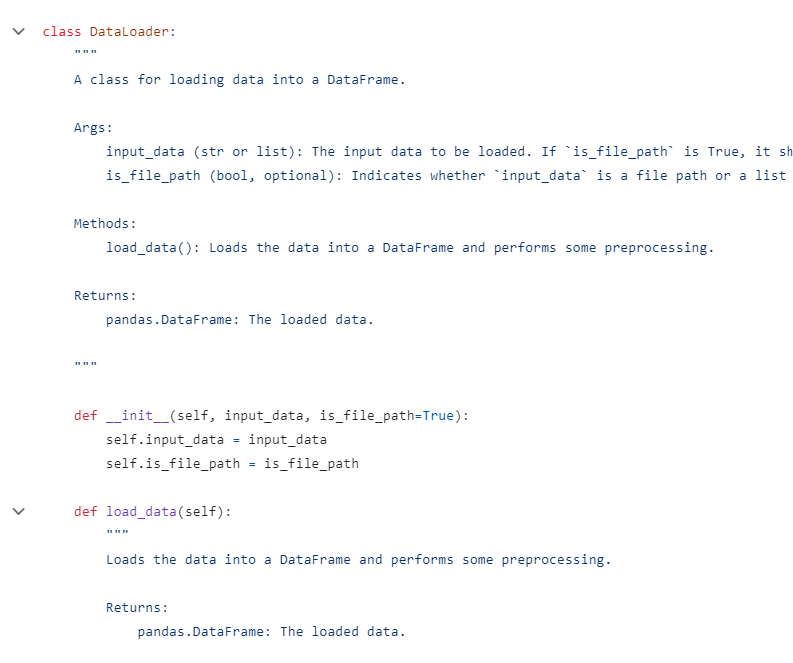 class DataLoader:
"""
A class for loading data into a DataFrame.
Args:
input_data (str or list): The input data to be loaded. If `is_file_path` is True, it sh
is_file_path (bool, optional): Indicates whether `input_data` is a file path or a list
Methods:
load_data(): Loads the data into a DataFrame and performs some preprocessing.
Returns:
pandas.DataFrame: The loaded data.
"""
def __init__(self, input_data, is_file_path=True):
self.input_data = input_data
self.is_file_path = is_file_path
def load_data(self):
"""
Loads the data into a DataFrame and performs some preprocessing.
Returns:
pandas.DataFrame: The loaded data.